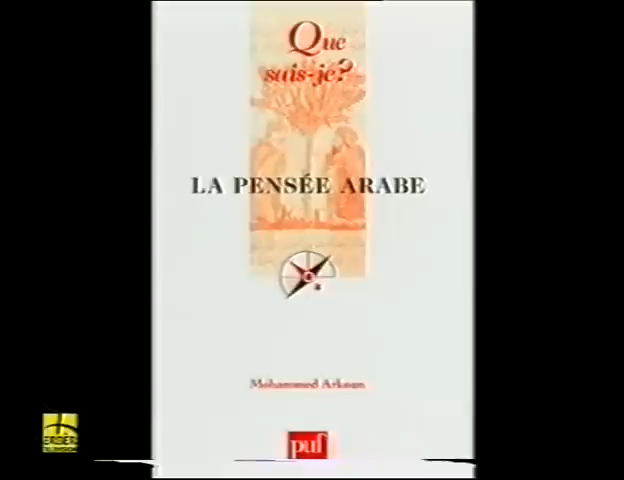 Que
sais-je?
LA PENSÉE ARABE
Mohammed Arkoun
puf